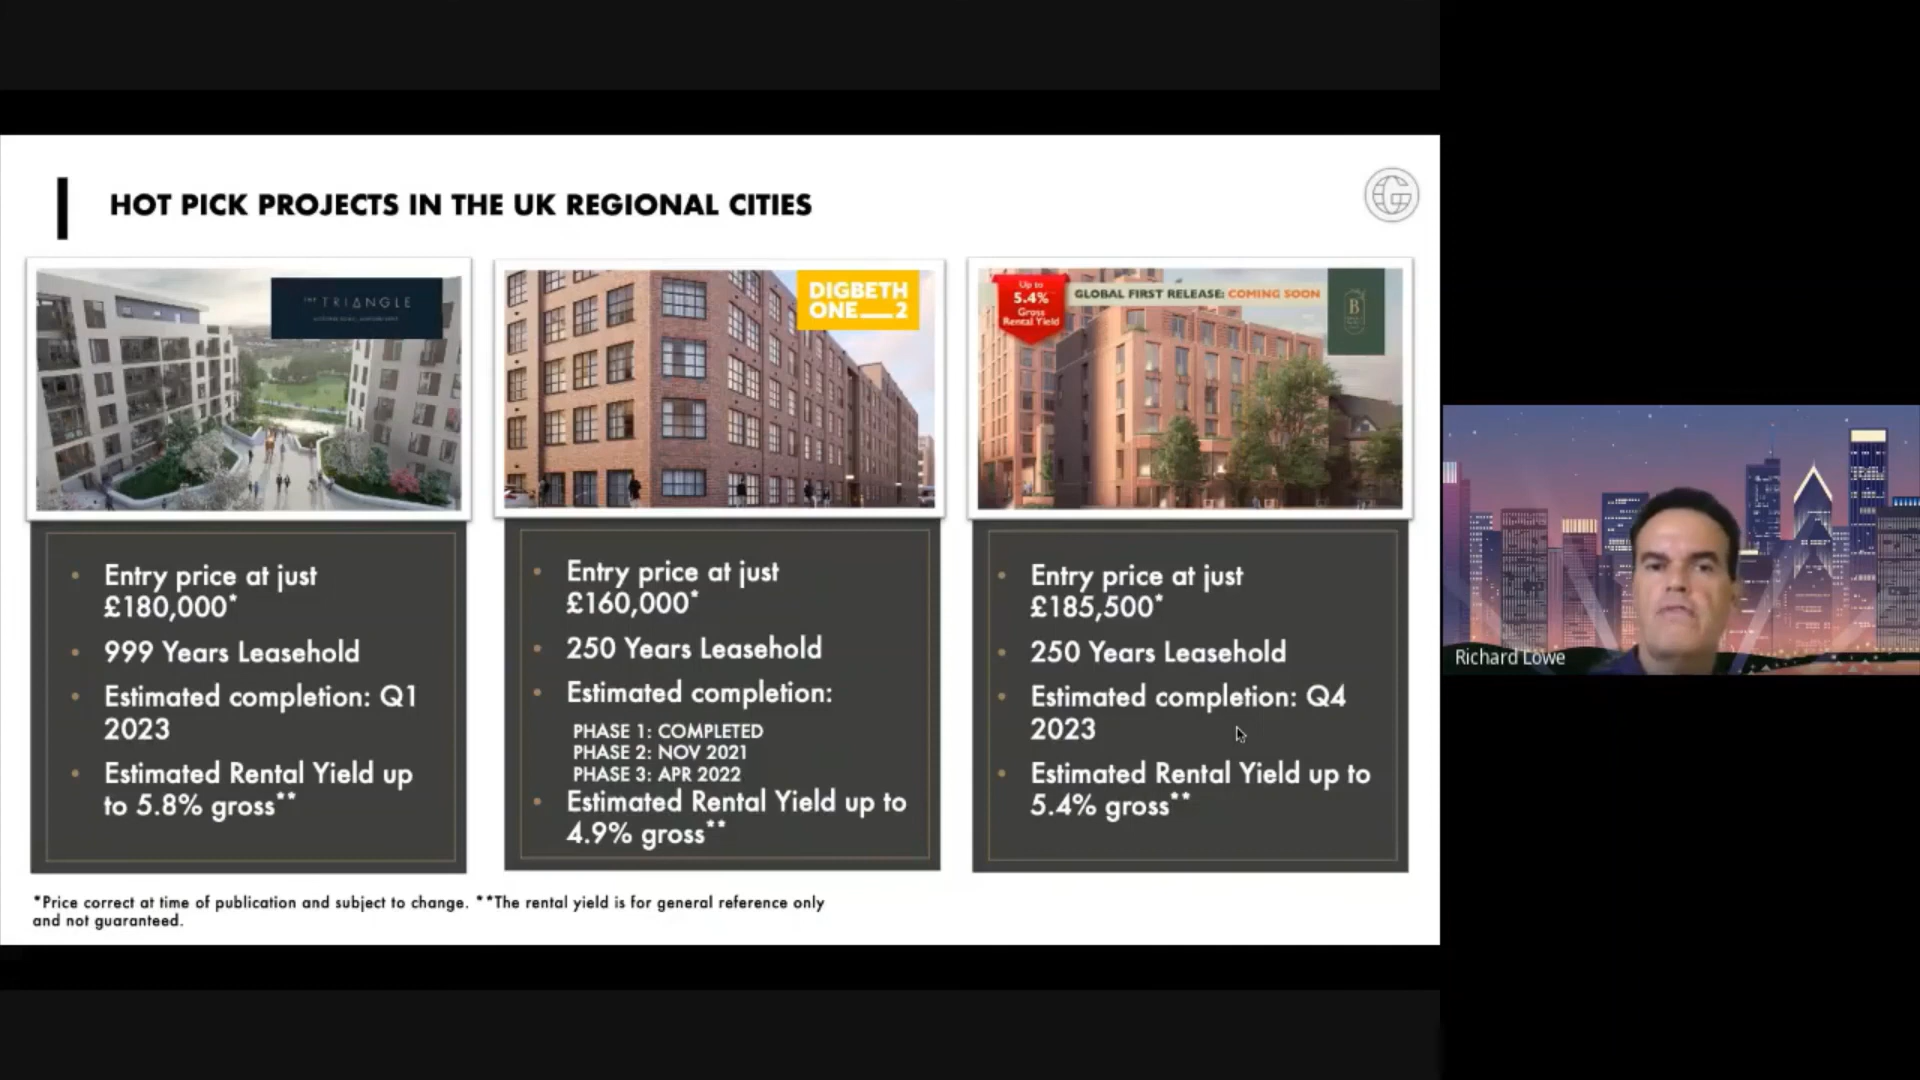 HOT PICK PROJECTS IN THE UK REGIONAL CITIES
G
THE TRIANGLE
Entry price at just
£180,000*
999 Years Leasehold
Estimated completion: Q1
2023
Estimated Rental Yield up
to 5.8% gross**
DIGBETH
ONE__2
Entry price at just
£160,000*
250 Years Leasehold
Estimated completion:
PHASE 1: COMPLETED
PHASE 2: NOV 2021
PHASE 3: APR 2022
Estimated Rental Yield up to
4.9% gross**
Up to
5.4%
Gross
Rental Yield
GLOBAL FIRST RELEASE: COMING SOON
B
Entry price at just
£185,500*
250 Years Leasehold
Estimated completion: Q4
2023
Estimated Rental Yield up to
5.4% gross**
*Price correct at time of publication and subject to change. **The rental yield is for general reference only
and not guaranteed.
Richard Lowe